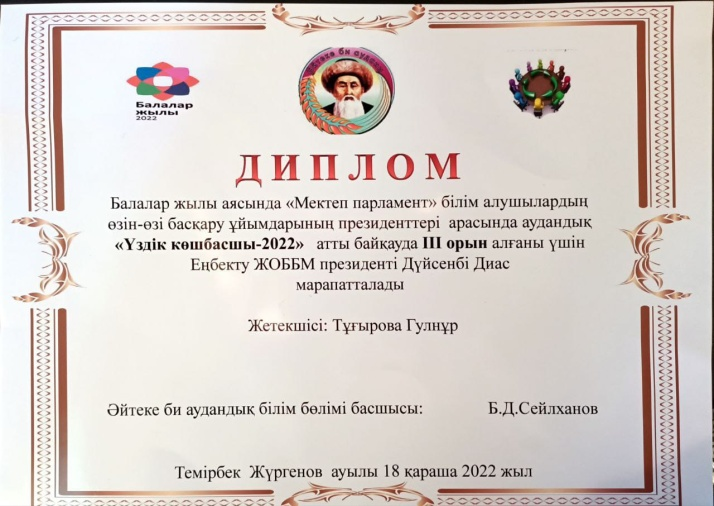 Балалар
жылы
2022
әйтеке би ауданы
ДИПЛОМ
Балалар жылы аясында «Мектеп парламент» білім алушылардың
өзін-өзі басқару ұйымдарының президенттері арасында аудандық
«Үздік көшбасшы-2022» атты байқауда III орын алғаны үшін
Еңбекту ЖОББМ президенті Дүйсенбі Диас
марапатталады
Жетекшісі: Тұғырова Гулнұр
Әйтеке би аудандық білім бөлімі басшысы: Б.Д.Сейлханов
Темірбек Жүргенов ауылы 18 қараша 2022 жыл